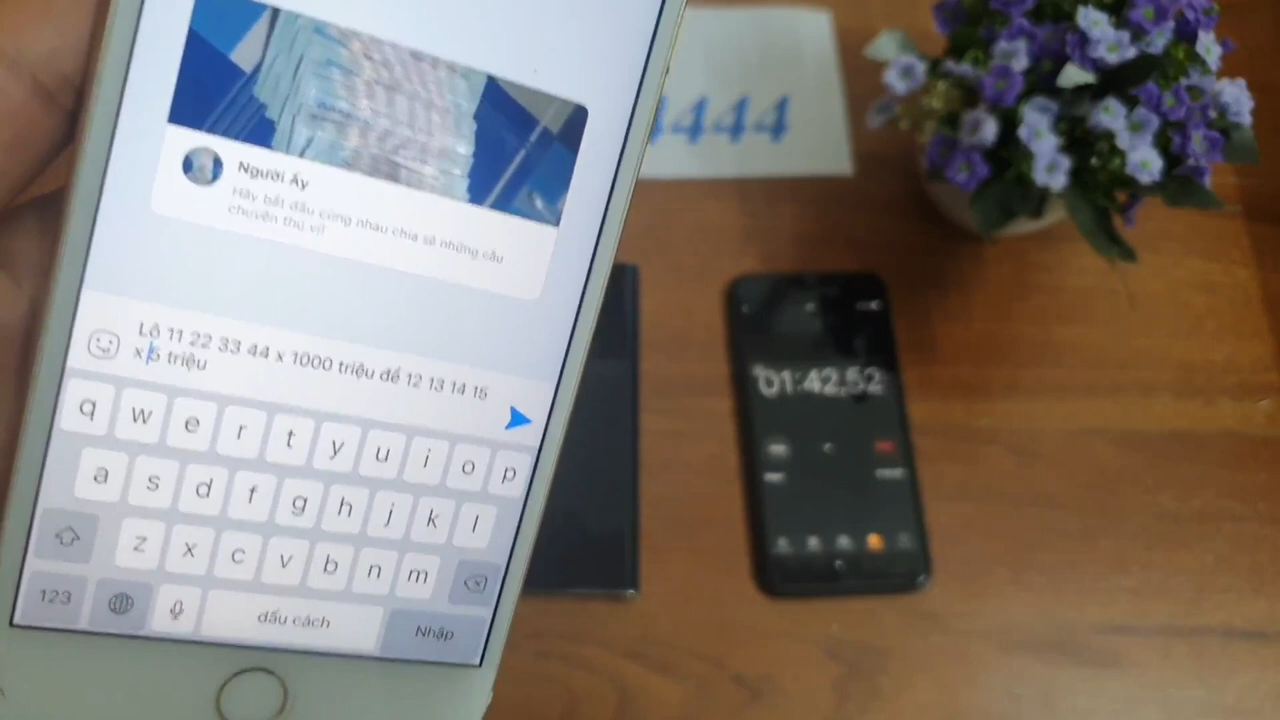 4444
Người Ấy
Hãy bắt đầu cùng nhau chia sẻ những câu
chuyện thú vị!
Lô 11 22 33 44 x 1000 triệu đề 12 13 14 15
x 5 triệu
q w e r t y u i o p
a s d f g h j k l
z x c v b n m
123
dấu cách
Nhập
01:42,52